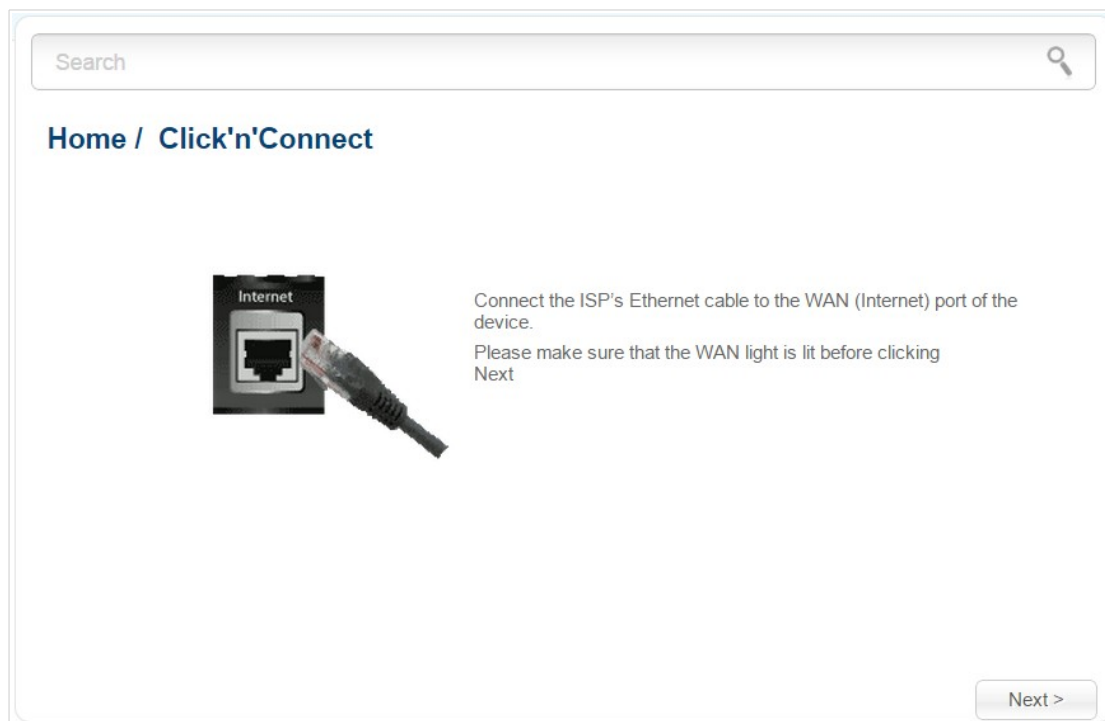 Search
Home / Click'n'Connect
Internet
Connect the ISP's Ethernet cable to the WAN (Internet) port of the
device.
Please make sure that the WAN light is lit before clicking
Next
Next >